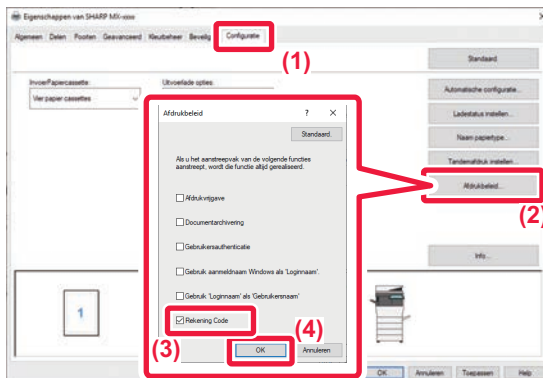 Eigenschappen van SHARP MX-xxxx
Algemeen Delen Poorten Geavanceerd Kleurbeheer Beveilig Configuratie
(1)
Standaard
InvoerPapiercassette:
Uitvoerlade opties:
Vier papier cassettes
Automatische configuratie...
Ladestatus instellen...
Naam papiertype...
Tandemafdruk instellen...
Afdrukbeleid...
(2)
Info...
Afdrukbeleid ? ×
Standaard
Als u het aanstreepvak van de volgende functies
aanstreept, wordt die functie altijd gerealiseerd.
Afdrukvrijgave
Documentarchivering
Gebruikersauthenticatie
Gebruik aanmeldnaam Windows als 'Loginnaam'.
Gebruik 'Loginnaam' als 'Gebruikersnaam'
Rekening Code
(3)
(4)
OK Annuleren
1
OK Annuleren Toepassen Help